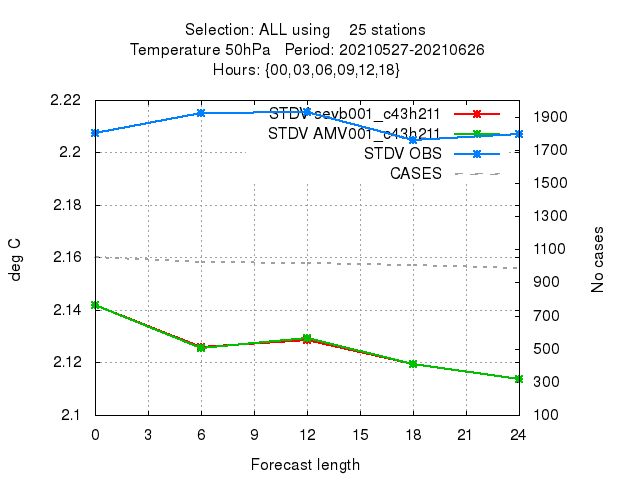 Selection: ALL using    25 stations
Temperature 50hPa   Period: 20210527-20210626
Hours: {00,03,06,09,12,18}
STDV sevb001_c43h211
STDV AMV001_c43h211
STDV OBS
CASES
2.22
2.2
2.18
2.16
2.14
2.12
2.1
deg C
1900
1700
1500
1300
1100
900
700
500
300
100
No cases
0 3 6 9 12 15 18 21 24
Forecast length